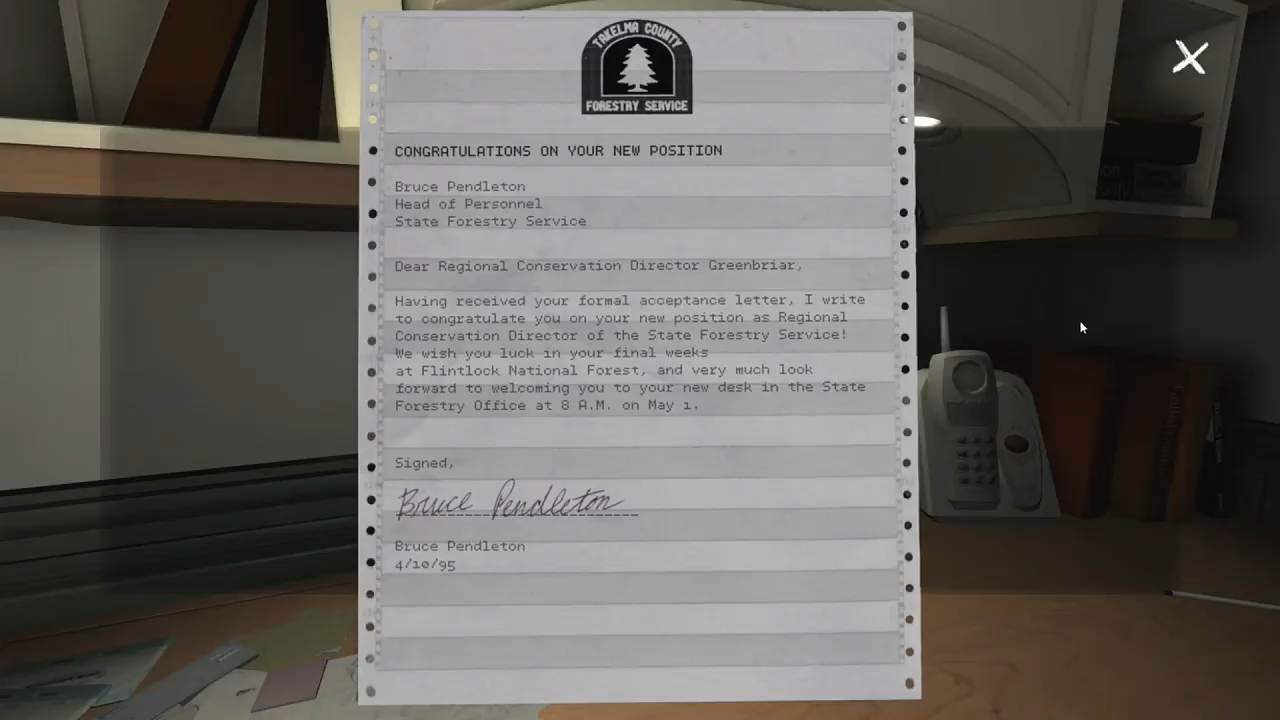 TAKELMA COUNTY
FORESTRY SERVICE
CONGRATULATIONS ON YOUR NEW POSITION
Bruce Pendleton
Head of Personnel
State Forestry Service
Dear Regional Conservation Director Greenbriar,
Having received your formal acceptance letter, I write
to congratulate you on your new position as Regional
Conservation Director of the State Forestry Service!
We wish you luck in your final weeks
at Flintlock National Forest, and very much look
forward to welcoming you to your new desk in the State
Forestry Office at 8 A.M. on May 1.
Signed,
Bruce Pendleton
Bruce Pendleton
4/10/95